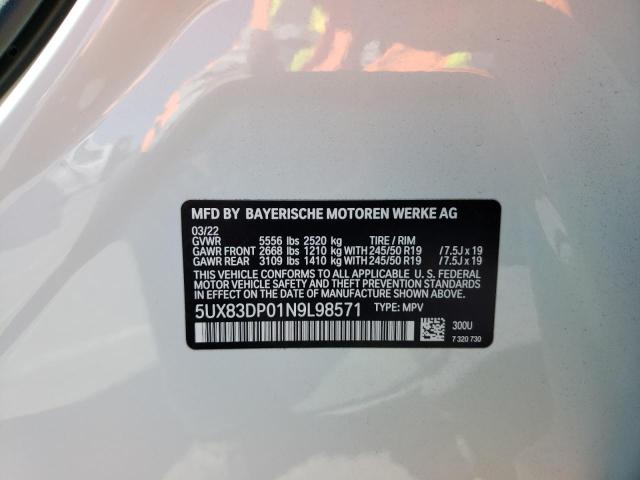 MFD BY BAYERISCHE MOTOREN WERKE AG
03/22
GVWR 5556 lbs 2520 kg TIRE / RIM
GAWR FRONT 2668 lbs 1210 kg WITH 245/50 R19 /7.5J x 19
GAWR REAR 3109 lbs 1410 kg WITH 245/50 R19 /7.5J x 19
THIS VEHICLE CONFORMS TO ALL APPLICABLE U. S. FEDERAL
MOTOR VEHICLE SAFETY STANDARDS IN EFFECT ON THE
DATE OF MANUFACTURE SHOWN ABOVE.
5UX83DP01N9L98571 TYPE: MPV
300U
7 320 730